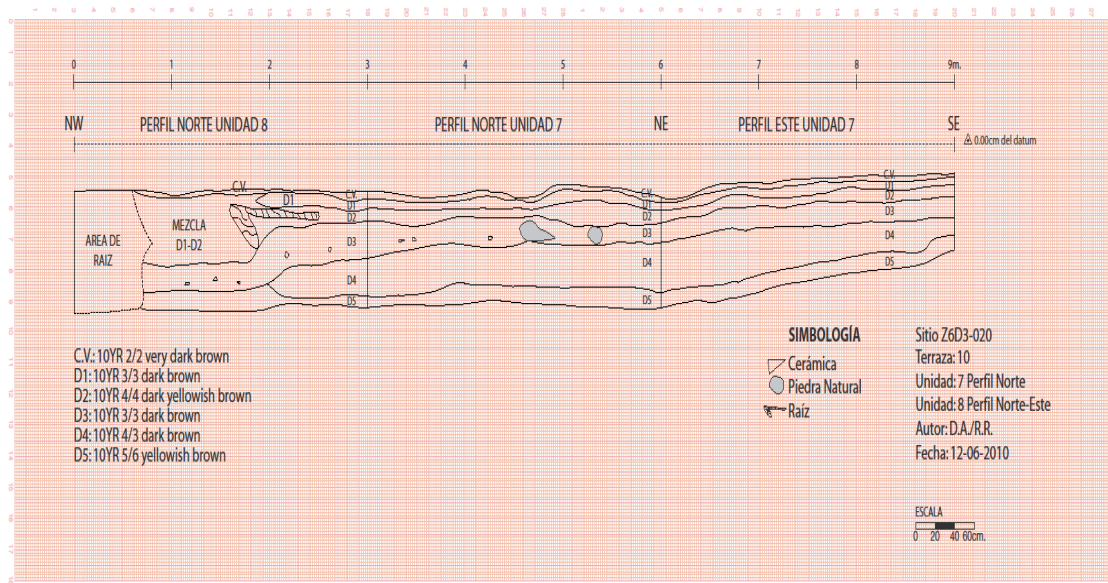 0 1 2 3 4 5 6 7 8 9m.
NW PERFIL NORTE UNIDAD 8 PERFIL NORTE UNIDAD 7 NE PERFIL ESTE UNIDAD 7 SE
0.00cm del datum
C.V. C.V. C.V. C.V.
D1 D1 D1 D1
D2 D2 D2
MEZCLA
D1-D2
AREA DE
RAIZ
D3 D3 D3
D4 D4 D4
D5 D5 D5
C.V.: 10YR 2/2 very dark brown
D1: 10YR 3/3 dark brown
D2: 10YR 4/4 dark yellowish brown
D3: 10YR 3/3 dark brown
D4: 10YR 4/3 dark brown
D5: 10YR 5/6 yellowish brown
SIMBOLOGÍA
Cerámica
Piedra Natural
Raíz
Sitio Z6D3-020
Terraza: 10
Unidad: 7 Perfil Norte
Unidad: 8 Perfil Norte-Este
Autor: D.A./R.R.
Fecha: 12-06-2010
ESCALA
0 20 40 60cm.